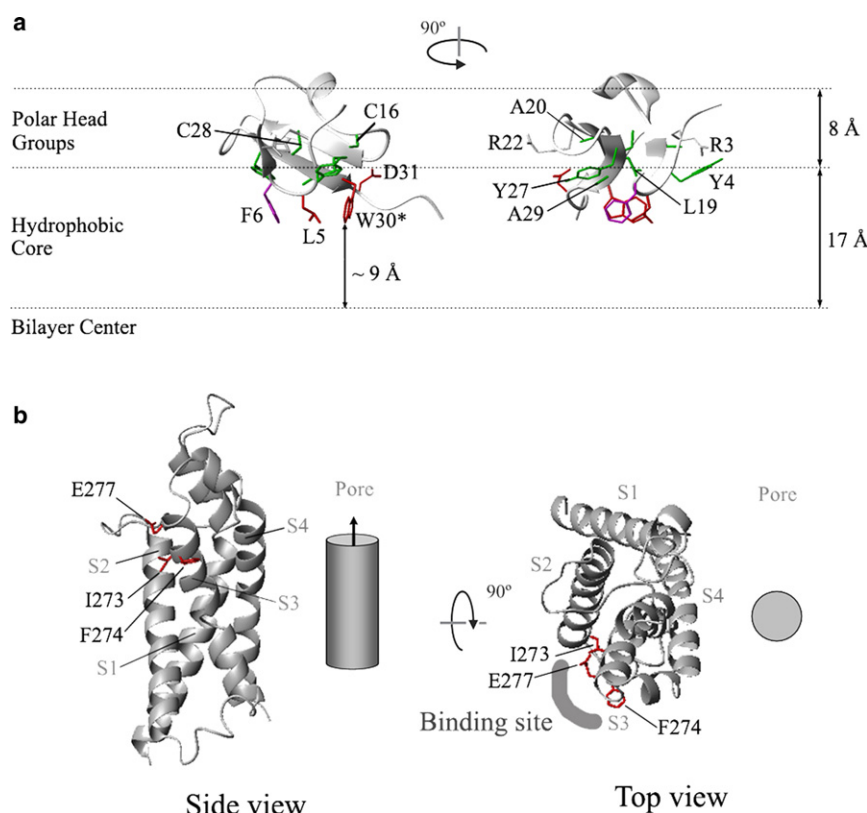 a
90º
Polar Head
Groups
C28
C16
D31
F6
L5
W30*
A20
R22
R3
Y27
A29
Y4
L19
8 Å
Hydrophobic
Core
~ 9 Å
17 Å
Bilayer Center
b
E277
S2
I273
F274
S1
S4
S3
Pore
90º
S1
S2
S4
I273
E277
Binding site
S3
F274
Pore
Side view
Top view